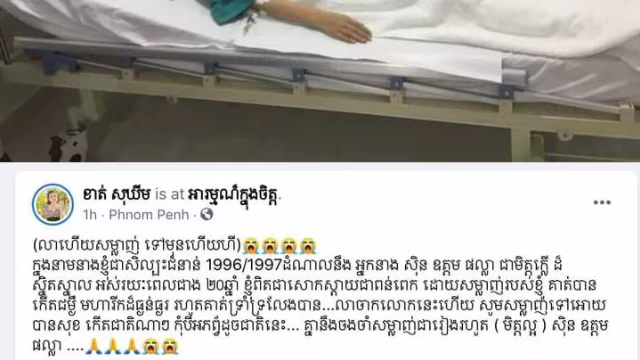 ខាត់ សុឃីម is at អារម្មណ៍ក្នុងចិត្ត.
1h · Phnom Penh ·
(លាហើយសម្លាញ់ ទៅមុនហើយហី)😭😭😭😭
ក្នុងនាមនាងខ្ញុំជាសិល្បះជំនាន់ 1996/1997ដំណាលនឹង អ្នកនាង ស៊ិន ឧត្តម ផល្លា ជាមិត្តភ្លើ ដ៏
ស្និតស្នាល អស់រយះពេលជាង ២០ឆ្នាំ ខ្ញុំពិតជាសោកស្តាយជាពន់ពេក ដោយសម្លាញ់របស់ខ្ញុំ គាត់បាន
កើតជម្ងឺ មហារីកដ៏ធ្ងន់ធ្ងរ រហូតគាត់ទ្រាំទ្រលែងបាន...លាចាកលោកនេះហើយ សូមសម្លាញ់ទៅអោយ
បានសុខ កើតជាតិណាៗ កុំបីអភព្វដូចជាតិនេះ... គ្នានឹងចងចាំសម្លាញ់ជារៀងរហូត ( មិត្តល្អ ) ស៊ិន ឧត្តម
ផល្លា ....🙏🙏🙏😭😭